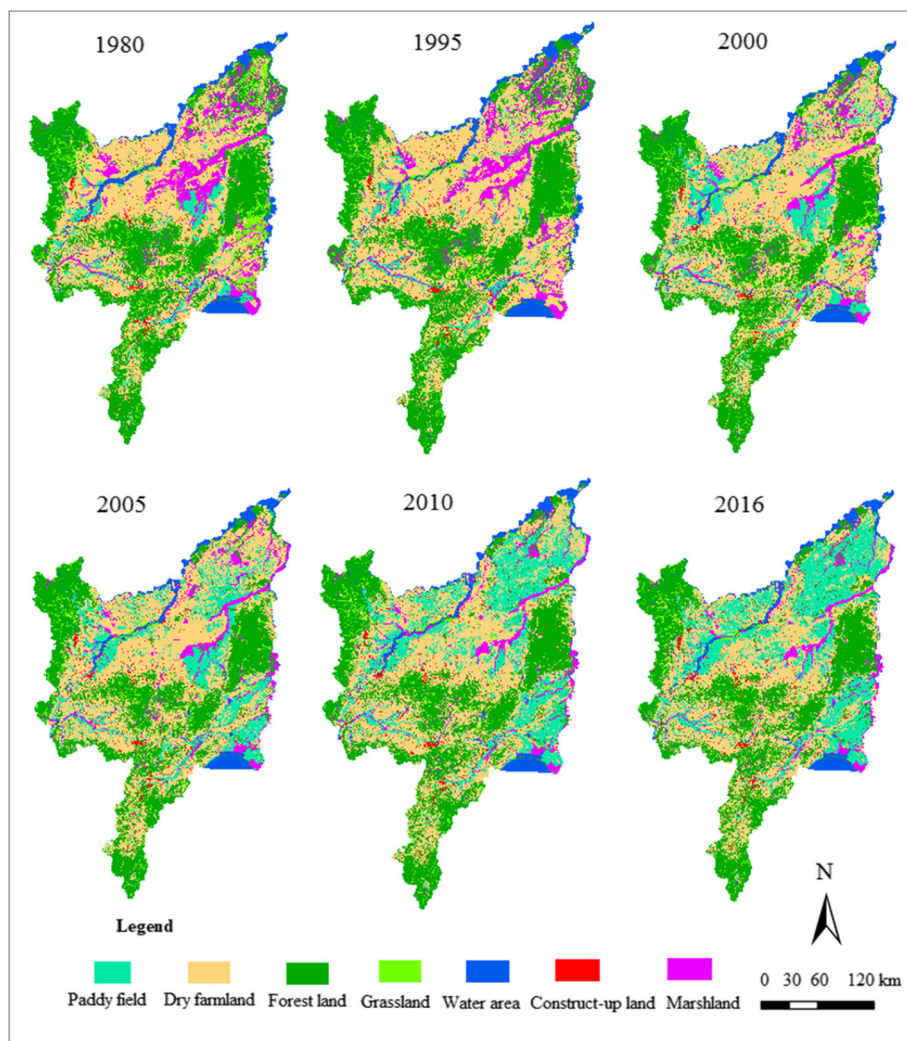 1980
1995
2000
2005
2010
2016
N
Legend
Paddy field
Dry farmland
Forest land
Grassland
Water area
Construct-up land
Marshland
0 30 60 120 km